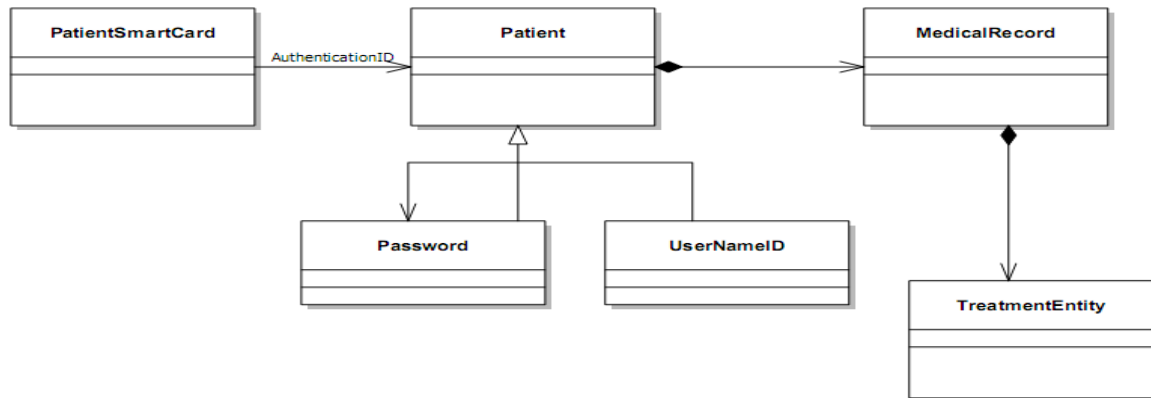 PatientSmartCard
Patient
MedicalRecord
AuthenticationID
Password
UserNameID
TreatmentEntity